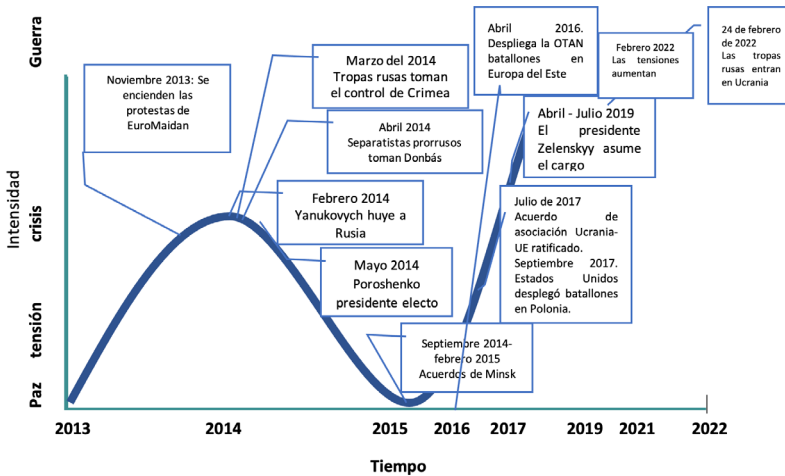 Guerra
crisis
Intensidad
tensión
Paz
Noviembre 2013: Se
encienden las
protestas de
EuroMaidan
Marzo del 2014
Tropas rusas toman
el control de Crimea
Abril 2014
Separatistas prorrusos
toman Donbás
Febrero 2014
Yanukovych huye a
Rusia
Mayo 2014
Poroshenko
presidente electo
Septiembre 2014-
febrero 2015
Acuerdos de Minsk
Abril 2016.
Despliega la OTAN
batallones en
Europa del Este
Julio de 2017
Acuerdo de
asociación Ucrania-
UE ratificado.
Septiembre 2017.
Estados Unidos
desplegó batallones
en Polonia.
Abril - Julio 2019
El presidente
Zelenskyy asume
el cargo
Febrero 2022
Las tensiones
aumentan
24 de febrero
de 2022
Las tropas
rusas entran
en Ucrania
2013 2014 2015 2016 2017 2019 2021 2022
Tiempo